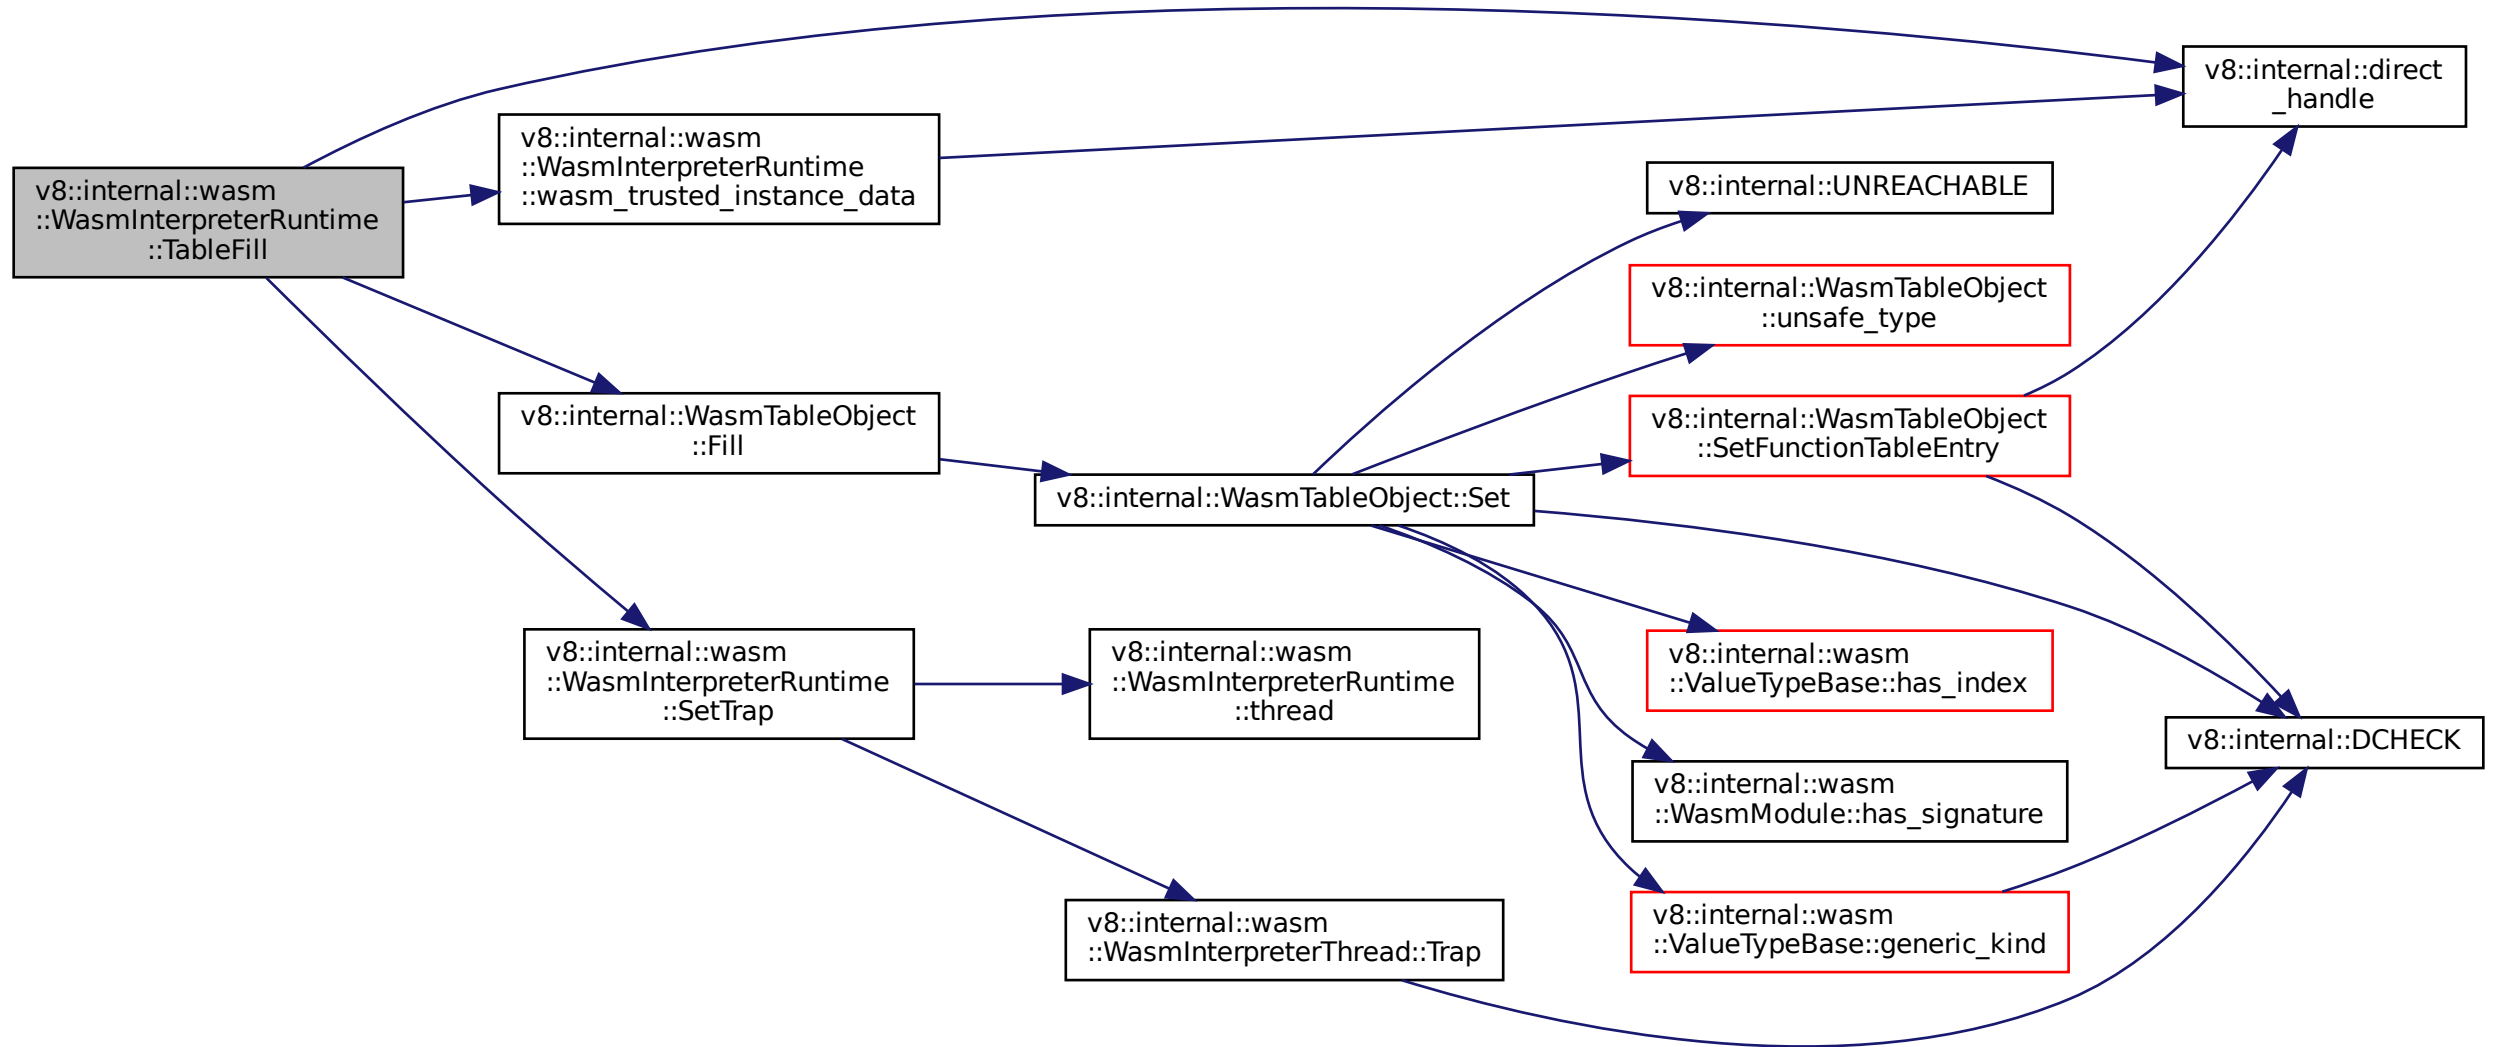 v8::internal::wasm
::WasmInterpreterRuntime
::TableFill
v8::internal::wasm
::WasmInterpreterRuntime
::wasm_trusted_instance_data
v8::internal::WasmTableObject
::Fill
v8::internal::wasm
::WasmInterpreterRuntime
::SetTrap
v8::internal::WasmTableObject::Set
v8::internal::wasm
::WasmInterpreterRuntime
::thread
v8::internal::wasm
::WasmInterpreterThread::Trap
v8::internal::UNREACHABLE
v8::internal::WasmTableObject
::unsafe_type
v8::internal::WasmTableObject
::SetFunctionTableEntry
v8::internal::wasm
::ValueTypeBase::has_index
v8::internal::wasm
::WasmModule::has_signature
v8::internal::wasm
::ValueTypeBase::generic_kind
v8::internal::direct
_handle
v8::internal::DCHECK